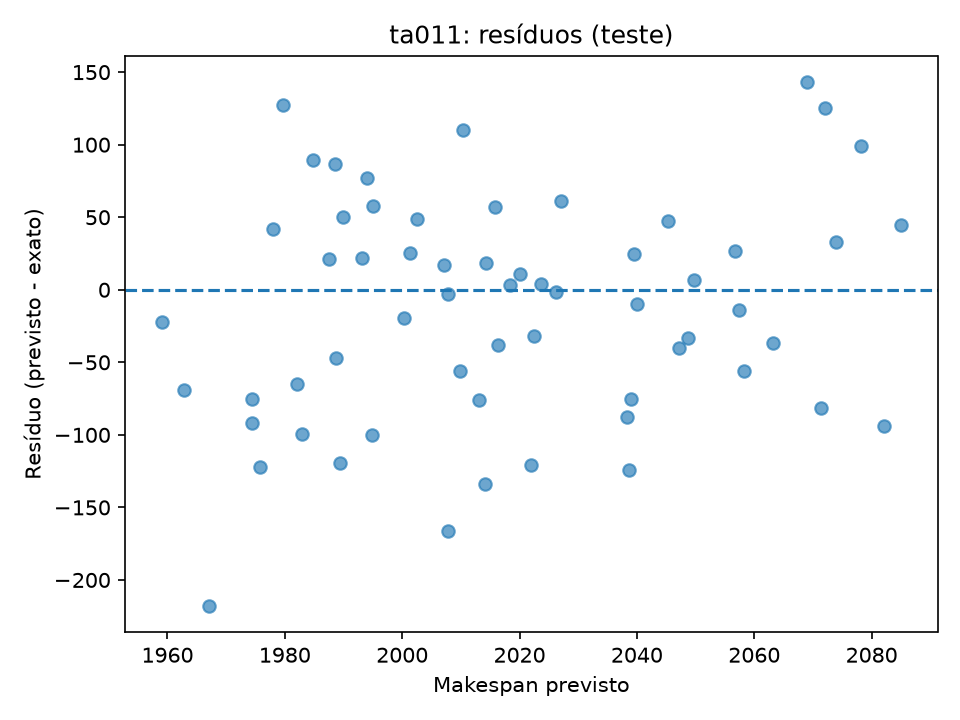 ta011: resíduos (teste)
Resíduo (previsto - exato)
150
100
50
0
−50
−100
−150
−200
1960 1980 2000 2020 2040 2060 2080
Makespan previsto